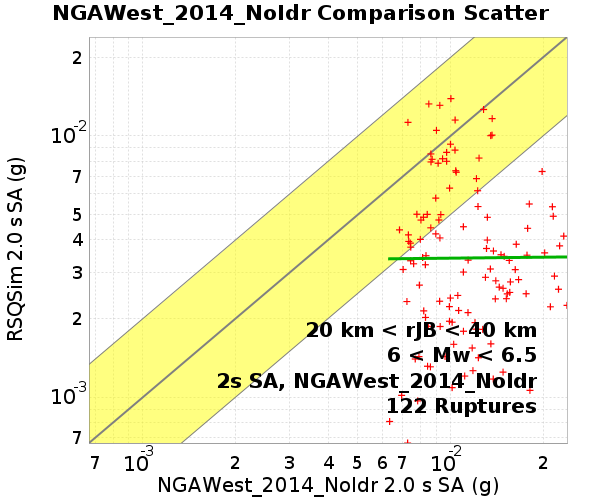 NGAWest_2014_NoIdr Comparison Scatter
RSQSim 2.0 s SA (g)
2
10-2
7
5
4
3
2
10-3
7
20 km < rJB < 40 km
6 < Mw < 6.5
2s SA, NGAWest_2014_NoIdr
122 Ruptures
7 10-3 2 3 4 5 6 7 10-2 2
NGAWest_2014_NoIdr 2.0 s SA (g)